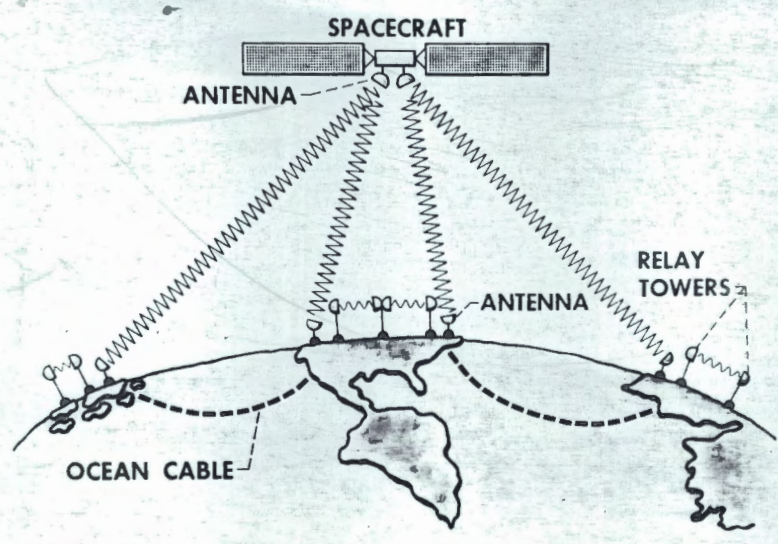 SPACECRAFT
ANTENNA
RELAY
TOWERS
ANTENNA
OCEAN CABLE